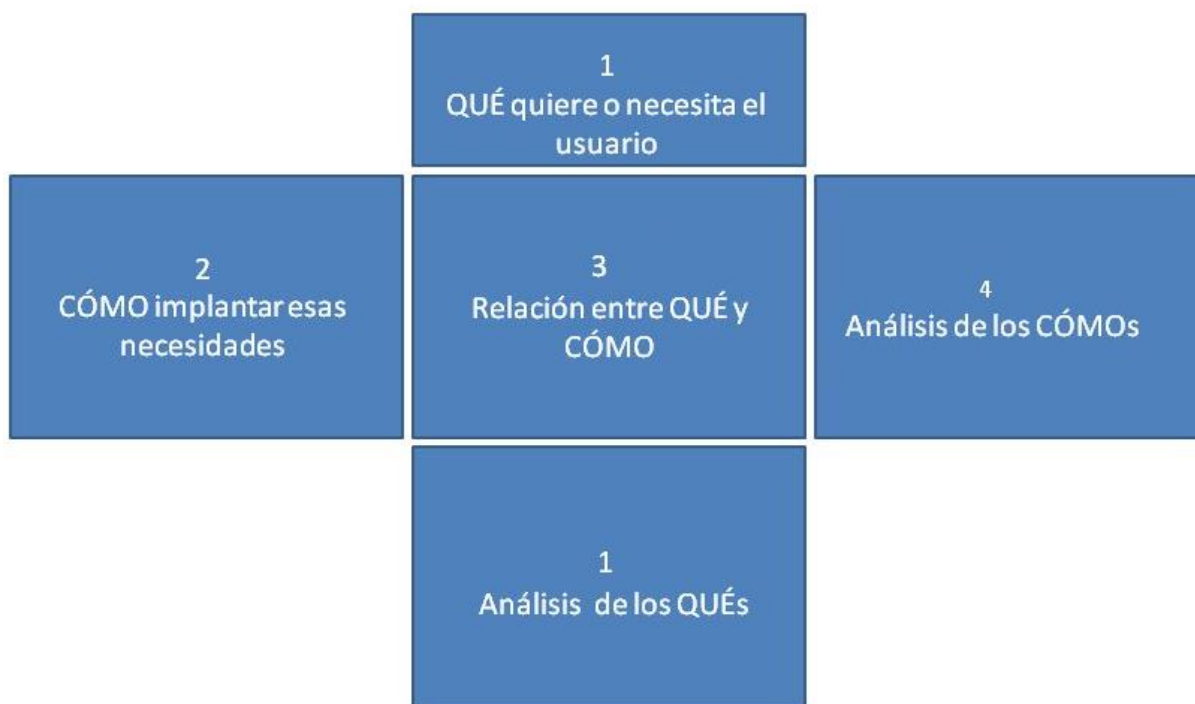 1
QUÉ quiere o necesita el
usuario
2
CÓMO implantar esas
necesidades
3
Relación entre QUÉ y
CÓMO
4
Análisis de los CÓMOs
1
Análisis de los QUÉs